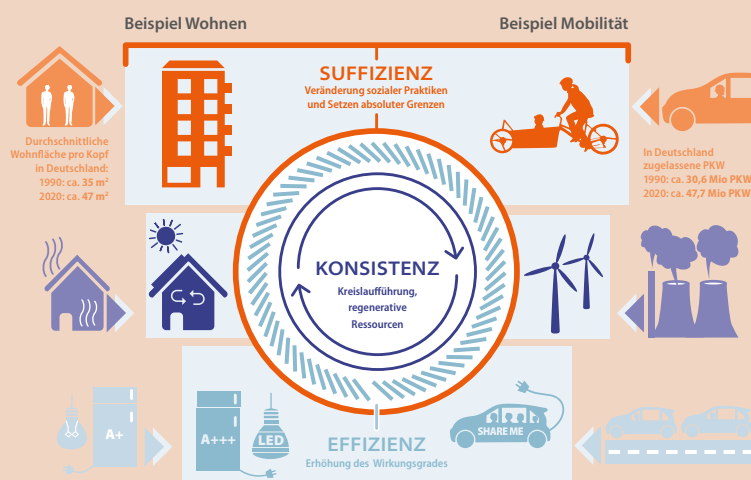 Beispiel Wohnen
Beispiel Mobilität
SUFFIZIENZ
Veränderung sozialer Praktiken
und Setzen absoluter Grenzen
Durchschnittliche
Wohnfläche pro Kopf
in Deutschland:
1990: ca. 35 m²
2020: ca. 47 m²
In Deutschland
zugelassene PKW
1990: ca. 30,6 Mio PKW
2020: ca. 47,7 Mio PKW
KONSISTENZ
Kreislaufführung,
regenerative
Ressourcen
A+
A+++
LED
SHARE ME
EFFIZIENZ
Erhöhung des Wirkungsgrades